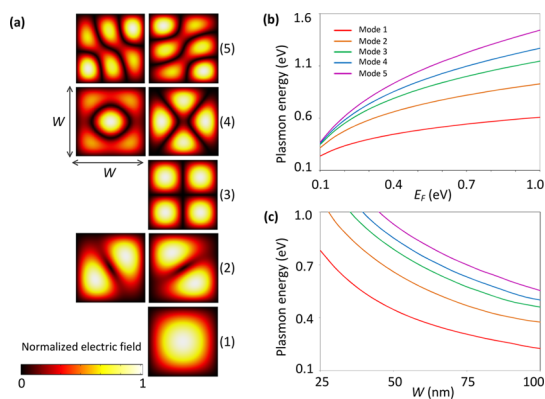 (a)
(5)
(4)
W
W
(3)
(2)
(1)
Normalized electric field
0
1
(b)
Plasmon energy (eV)
2.1
1.6
1.1
0.6
0.1
Mode 1
Mode 2
Mode 3
Mode 4
Mode 5
0.1
0.4
0.7
1.0
E_F (eV)
(c)
Plasmon energy (eV)
1.0
0.7
0.4
0.1
25
50
75
100
W (nm)